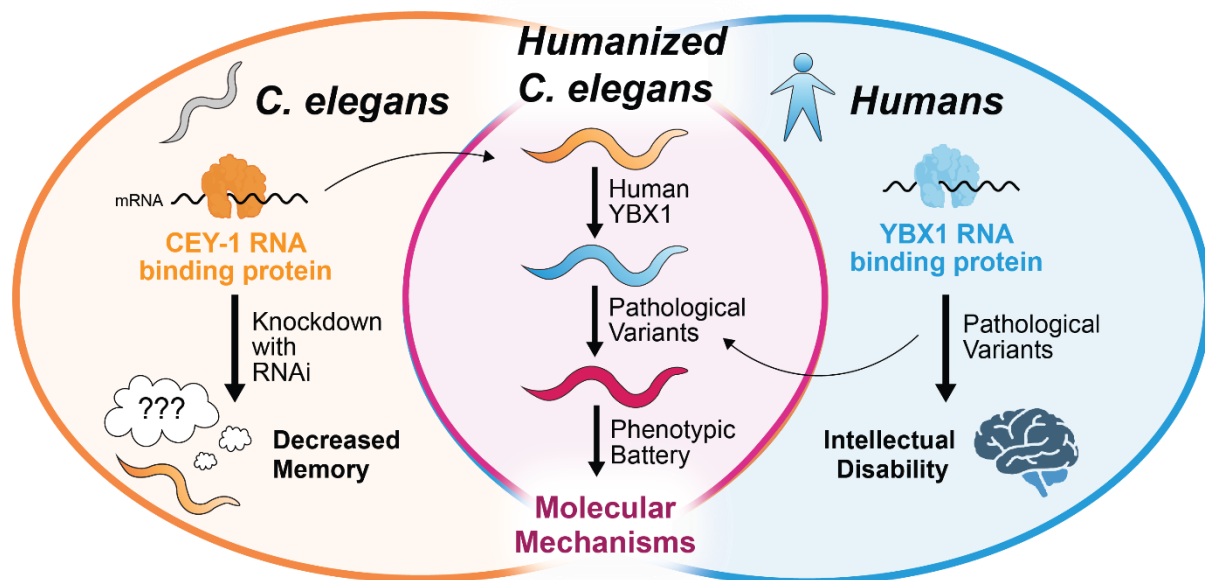 C. elegans
mRNA
CEY-1 RNA
binding protein
Knockdown
with
RNAi
???
Decreased
Memory
Humanized
C. elegans
Human
YBX1
Pathological
Variants
Phenotypic
Battery
Molecular
Mechanisms
Humans
YBX1 RNA
binding protein
Pathological
Variants
Intellectual
Disability